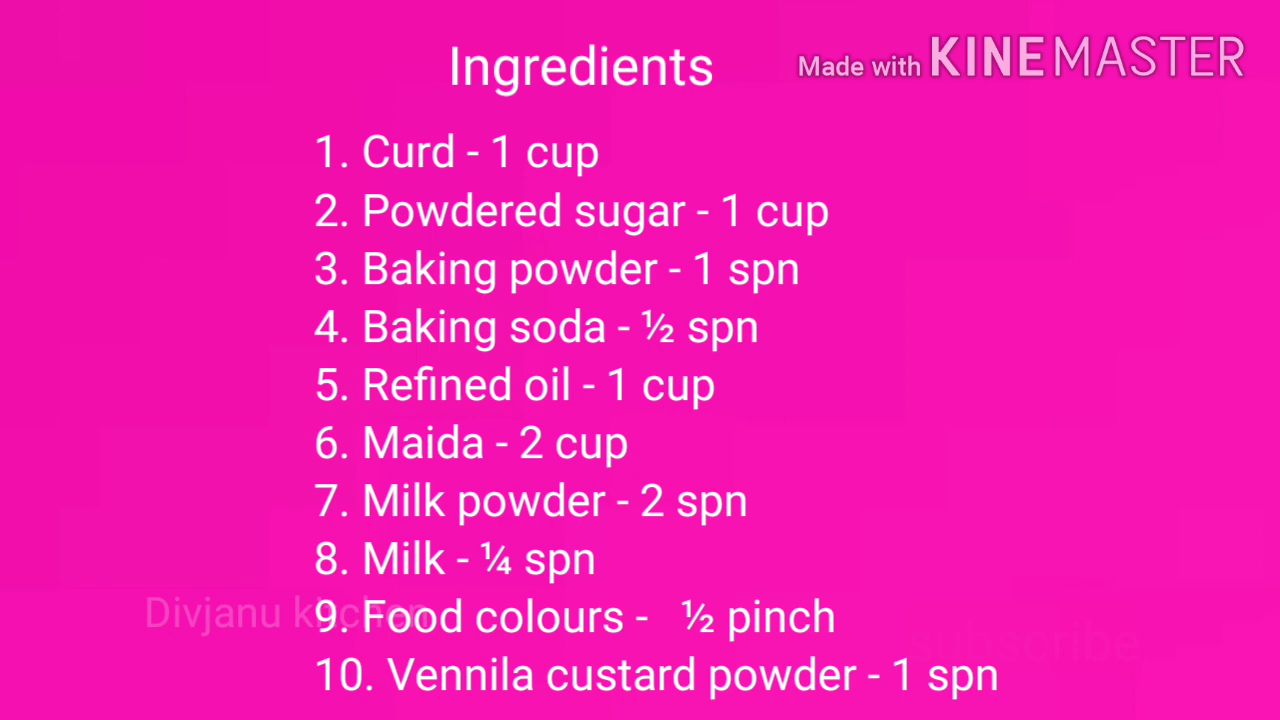 Ingredients
Made with KINEMASTER
1. Curd - 1 cup
2. Powdered sugar - 1 cup
3. Baking powder - 1 spn
4. Baking soda - ½ spn
5. Refined oil - 1 cup
6. Maida - 2 cup
7. Milk powder - 2 spn
8. Milk - ¼ spn
Divjanu kitchen
9. Food colours - ½ pinch
subscribe
10. Vennila custard powder - 1 spn